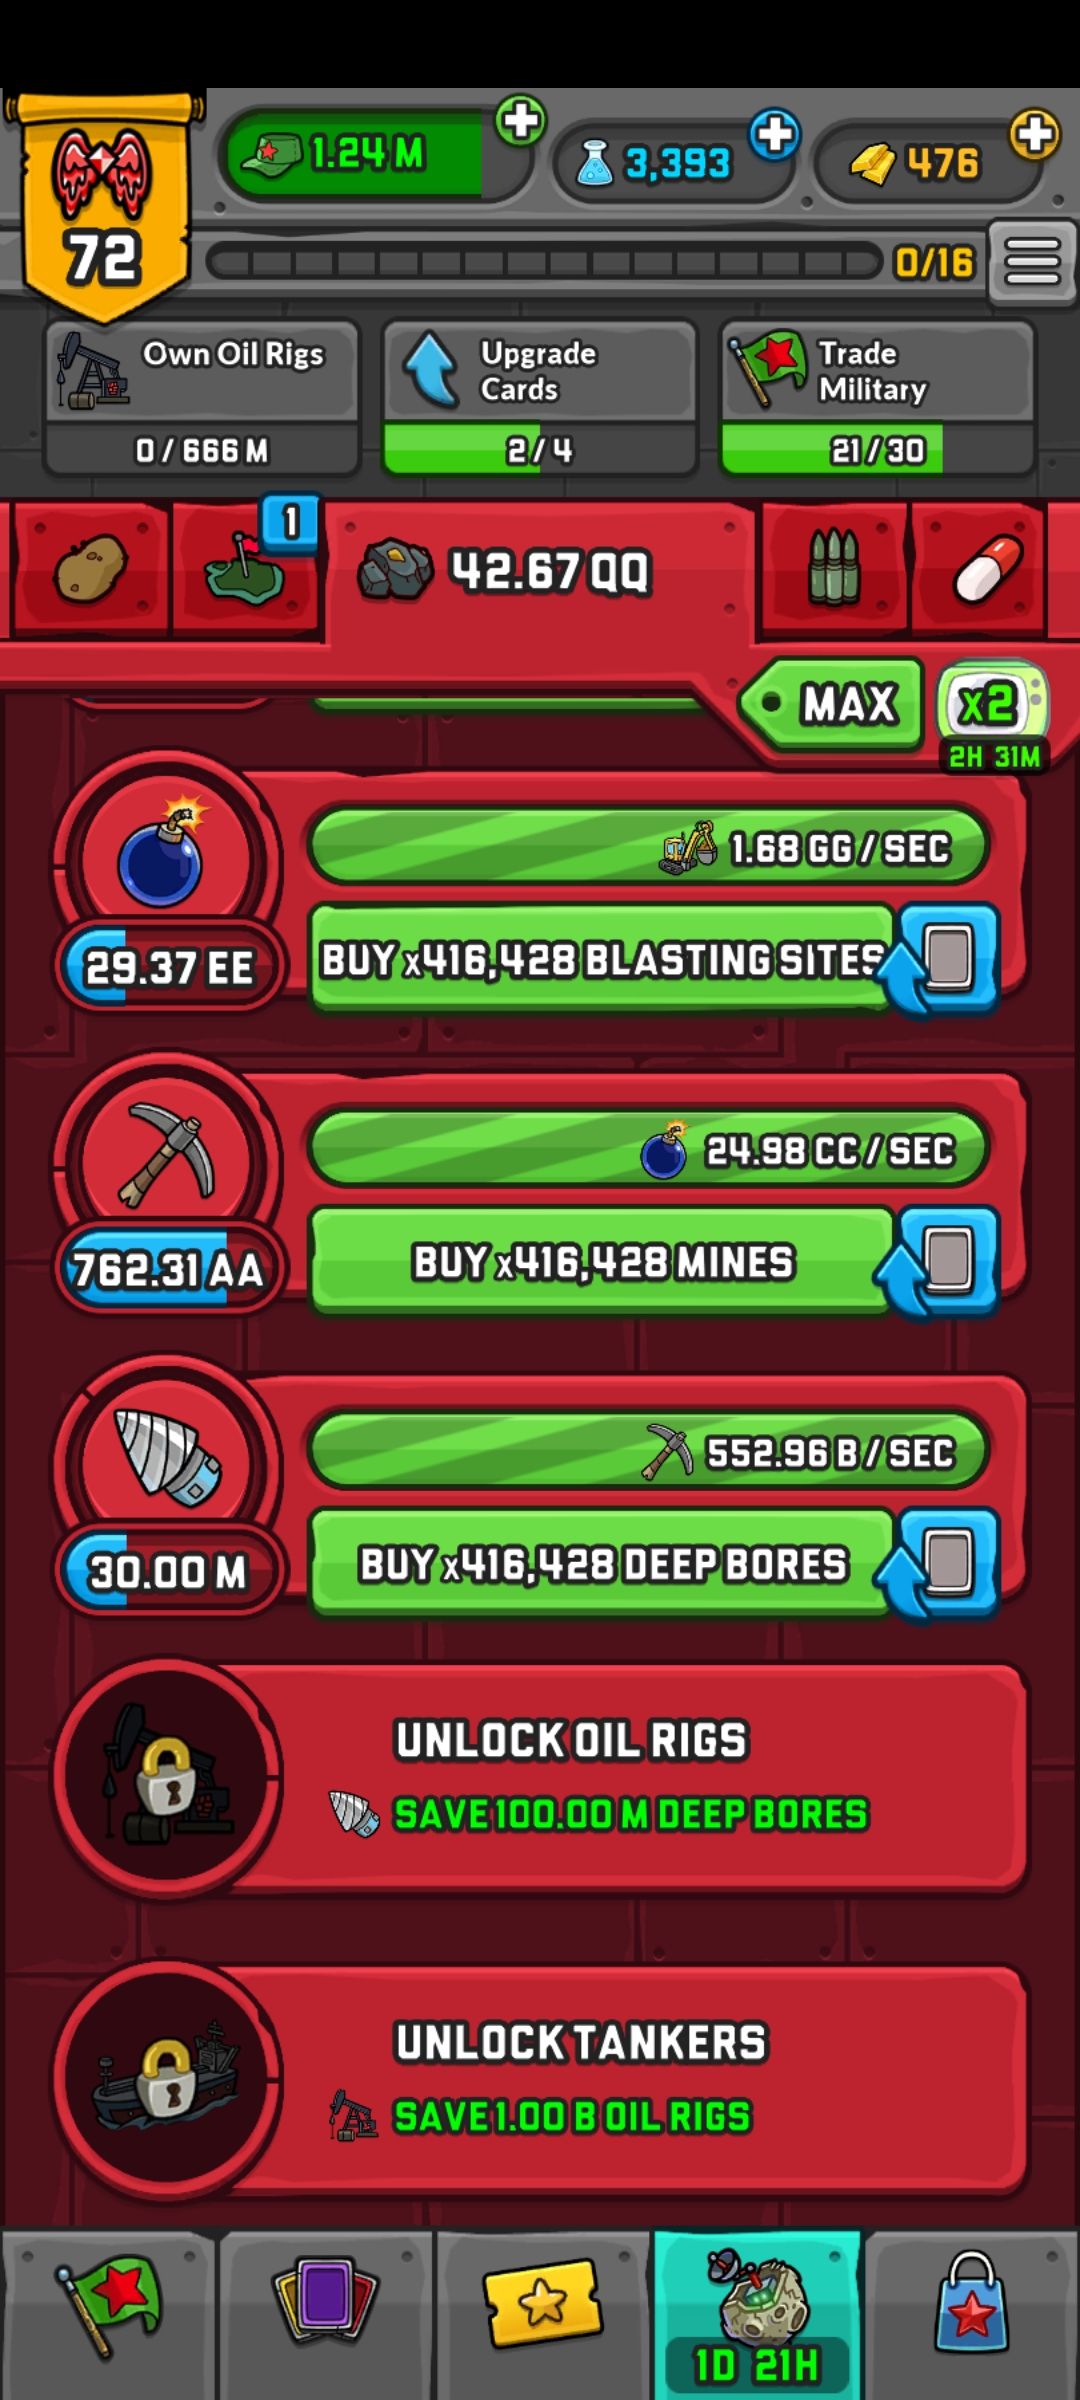 1.24 M
3,393
476
72
0/16
Own Oil Rigs
0 / 666 M
Upgrade
Cards
2 / 4
Trade
Military
21 / 30
1
42.67 QQ
MAX
x2
2H 31M
1.68 GG / SEC
29.37 EE
BUY x416,428 BLASTING SITES
24.98 CC / SEC
762.31 AA
BUY x416,428 MINES
552.96 B / SEC
30.00 M
BUY x416,428 DEEP BORES
UNLOCK OIL RIGS
SAVE 100.00 M DEEP BORES
UNLOCK TANKERS
SAVE 1.00 B OIL RIGS
1D 21H